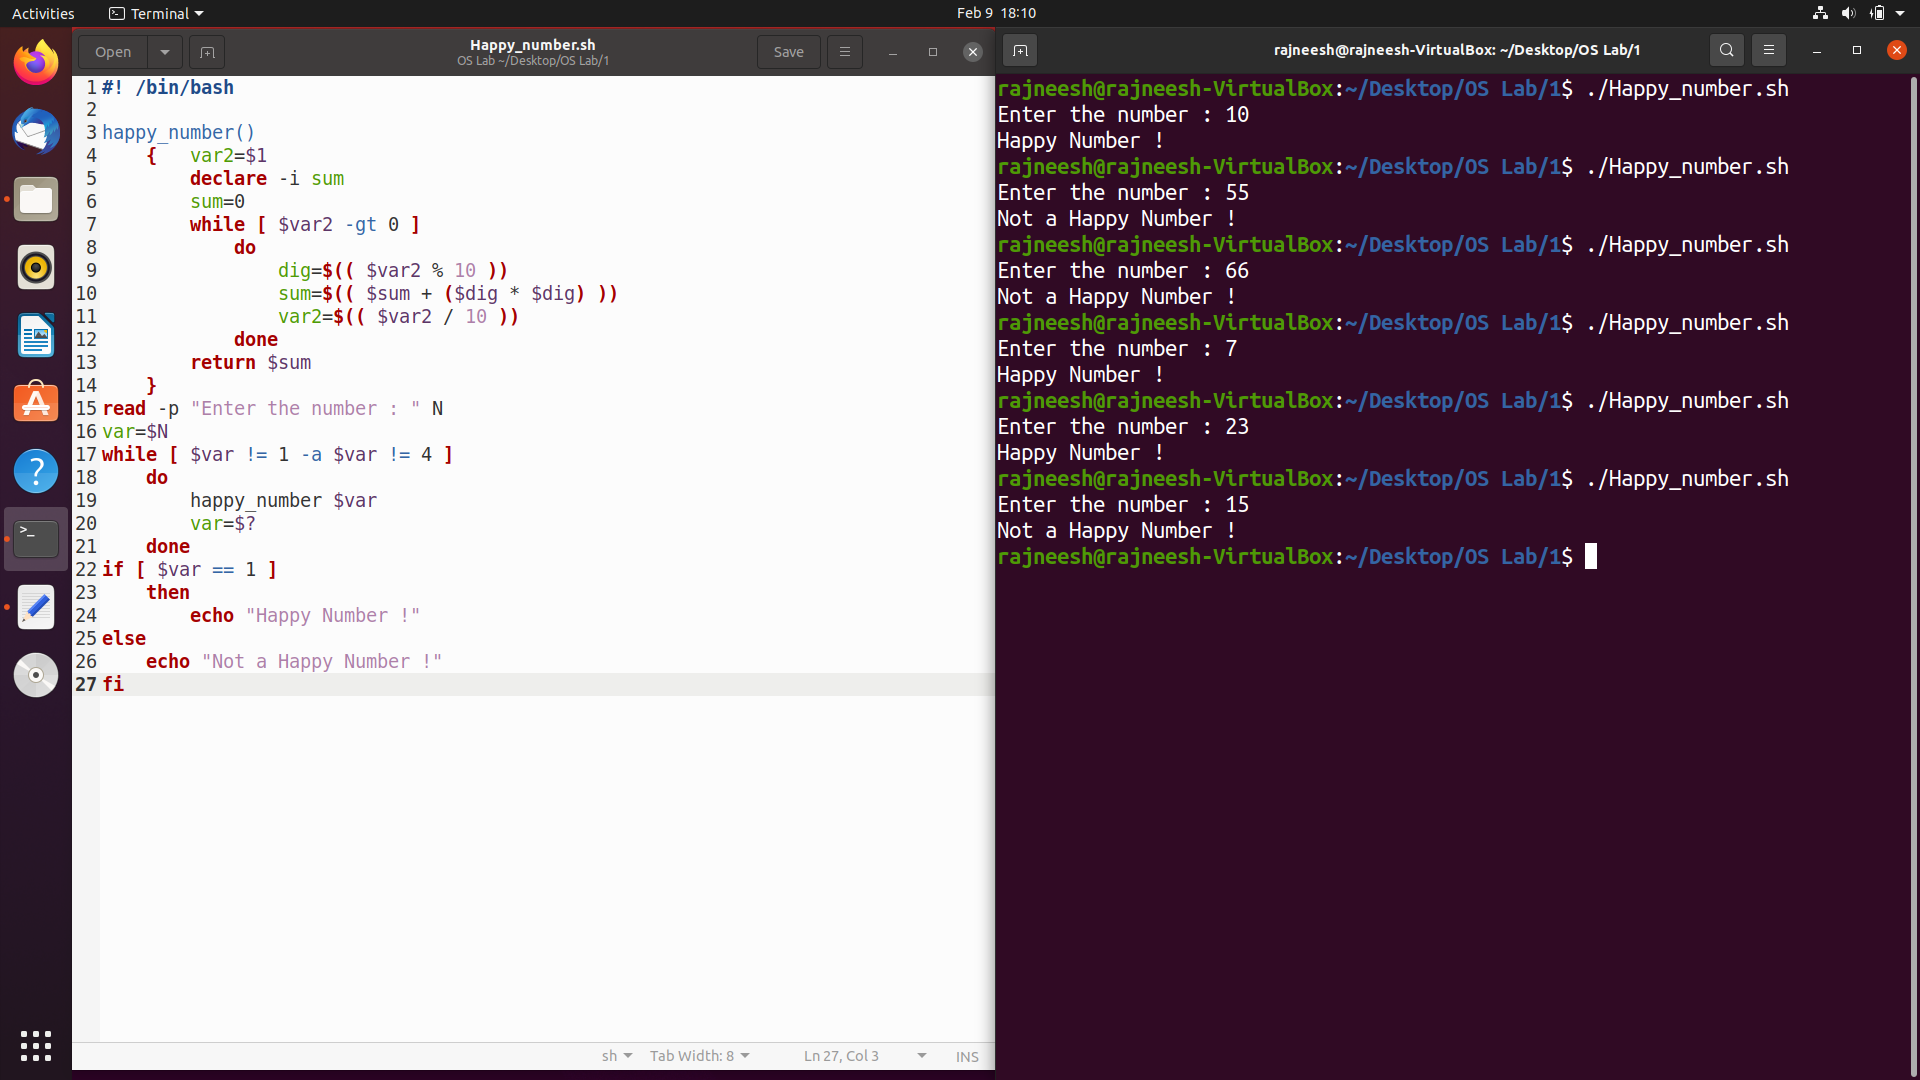 Activities Terminal Feb 9 18:10
Open Happy_number.sh Save
OS Lab ~/Desktop/OS Lab/1
1 #! /bin/bash
2
3 happy_number()
4     {   var2=$1
5         declare -i sum
6         sum=0
7         while [ $var2 -gt 0 ]
8             do
9                 dig=$(( $var2 % 10 ))
10                 sum=$(( $sum + ($dig * $dig) ))
11                 var2=$(( $var2 / 10 ))
12             done
13         return $sum
14     }
15 read -p "Enter the number : " N
16 var=$N
17 while [ $var != 1 -a $var != 4 ]
18     do
19         happy_number $var
20         var=$?
21     done
22 if [ $var == 1 ]
23     then
24         echo "Happy Number !"
25 else
26     echo "Not a Happy Number !"
27 fi
sh Tab Width: 8 Ln 27, Col 3 INS
rajneesh@rajneesh-VirtualBox: ~/Desktop/OS Lab/1
rajneesh@rajneesh-VirtualBox:~/Desktop/OS Lab/1$ ./Happy_number.sh
Enter the number : 10
Happy Number !
rajneesh@rajneesh-VirtualBox:~/Desktop/OS Lab/1$ ./Happy_number.sh
Enter the number : 55
Not a Happy Number !
rajneesh@rajneesh-VirtualBox:~/Desktop/OS Lab/1$ ./Happy_number.sh
Enter the number : 66
Not a Happy Number !
rajneesh@rajneesh-VirtualBox:~/Desktop/OS Lab/1$ ./Happy_number.sh
Enter the number : 7
Happy Number !
rajneesh@rajneesh-VirtualBox:~/Desktop/OS Lab/1$ ./Happy_number.sh
Enter the number : 23
Happy Number !
rajneesh@rajneesh-VirtualBox:~/Desktop/OS Lab/1$ ./Happy_number.sh
Enter the number : 15
Not a Happy Number !
rajneesh@rajneesh-VirtualBox:~/Desktop/OS Lab/1$